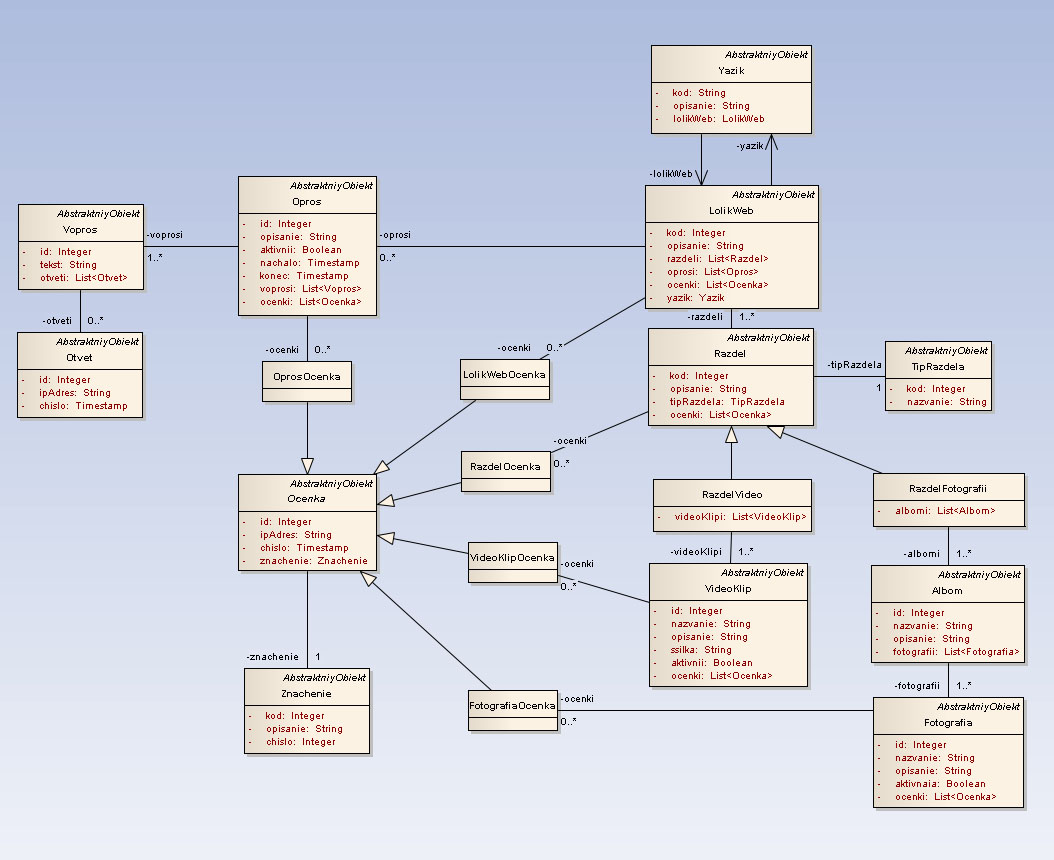 AbstraktniyObiekt
Yazik
- kod: String
- opisanie: String
- lolikWeb: LolikWeb
-yazik
-lolikWeb
AbstraktniyObiekt
LolikWeb
- kod: Integer
- opisanie: String
- razdeli: List<Razdel>
- oprosi: List<Opros>
- ocenki: List<Ocenka>
- yazik: Yazik
AbstraktniyObiekt
Opros
- id: Integer
- opisanie: String
- aktivnii: Boolean
- nachalo: Timestamp
- konec: Timestamp
- voprosi: List<Vopros>
- ocenki: List<Ocenka>
-oprosi
0..*
AbstraktniyObiekt
Vopros
- id: Integer
- tekst: String
- otveti: List<Otvet>
-voprosi
1..*
-otveti 0..*
AbstraktniyObiekt
Otvet
- id: Integer
- ipAdres: String
- chislo: Timestamp
-ocenki 0..*
OprosOcenka
-ocenki 0..*
LolikWebOcenka
-razdeli 1..*
AbstraktniyObiekt
Razdel
- kod: Integer
- opisanie: String
- tipRazdela: TipRazdela
- ocenki: List<Ocenka>
-tipRazdela
1
AbstraktniyObiekt
TipRazdela
- kod: Integer
- nazvanie: String
-ocenki
0..*
RazdelOcenka
AbstraktniyObiekt
Ocenka
- id: Integer
- ipAdres: String
- chislo: Timestamp
- znachenie: Znachenie
RazdelVideo
- videoKlipi: List<VideoKlip>
RazdelFotografii
- albomi: List<Albom>
VideoKlipOcenka
-ocenki
0..*
-videoKlipi 1..*
AbstraktniyObiekt
VideoKlip
- id: Integer
- nazvanie: String
- opisanie: String
- ssilka: String
- aktivnii: Boolean
- ocenki: List<Ocenka>
-albomi 1..*
AbstraktniyObiekt
Albom
- id: Integer
- nazvanie: String
- opisanie: String
- fotografii: List<Fotografia>
-znachenie 1
AbstraktniyObiekt
Znachenie
- kod: Integer
- opisanie: String
- chislo: Integer
FotografiaOcenka
-ocenki
0..*
-fotografii 1..*
AbstraktniyObiekt
Fotografia
- id: Integer
- nazvanie: String
- opisanie: String
- aktivnaia: Boolean
- ocenki: List<Ocenka>